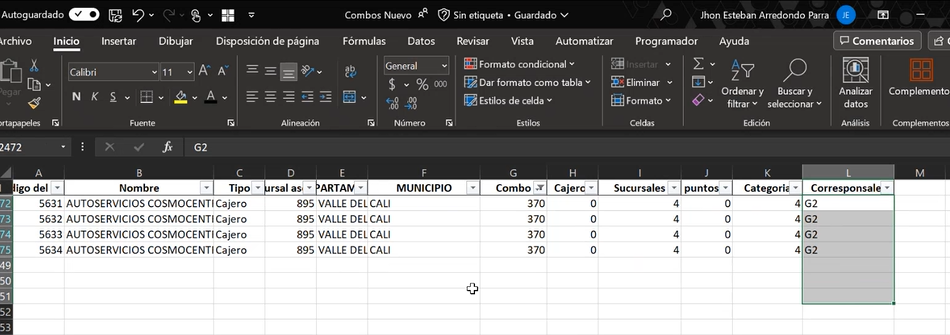 Autoguardado Combos Nuevo Sin etiqueta • Guardado Jhon Esteban Arredondo Parra JE
Archivo Inicio Insertar Dibujar Disposición de página Fórmulas Datos Revisar Vista Automatizar Programador Ayuda Comentarios
Pegar Calibri 11 A A ab General Formato condicional Insertar Σ Ordenar y filtrar Buscar y seleccionar Analizar datos Complemento
N K S $ % 000 Dar formato como tabla Eliminar
Estilos de celda Formato
rtapapeles Fuente Alineación Número Estilos Celdas Edición Análisis Complementos
2472 fx G2
A B C D E F G H I J K L M
digo del Nombre Tipo ursal aso PARTAM MUNICIPIO Combo Cajero Sucursales puntos Categoria Corresponsale
72 5631 AUTOSERVICIOS COSMOCENTI Cajero 895 VALLE DEL CALI 370 0 4 0 4 G2
73 5632 AUTOSERVICIOS COSMOCENTI Cajero 895 VALLE DEL CALI 370 0 4 0 4 G2
74 5633 AUTOSERVICIOS COSMOCENTI Cajero 895 VALLE DEL CALI 370 0 4 0 4 G2
75 5634 AUTOSERVICIOS COSMOCENTI Cajero 895 VALLE DEL CALI 370 0 4 0 4 G2
49
50
51
52
53